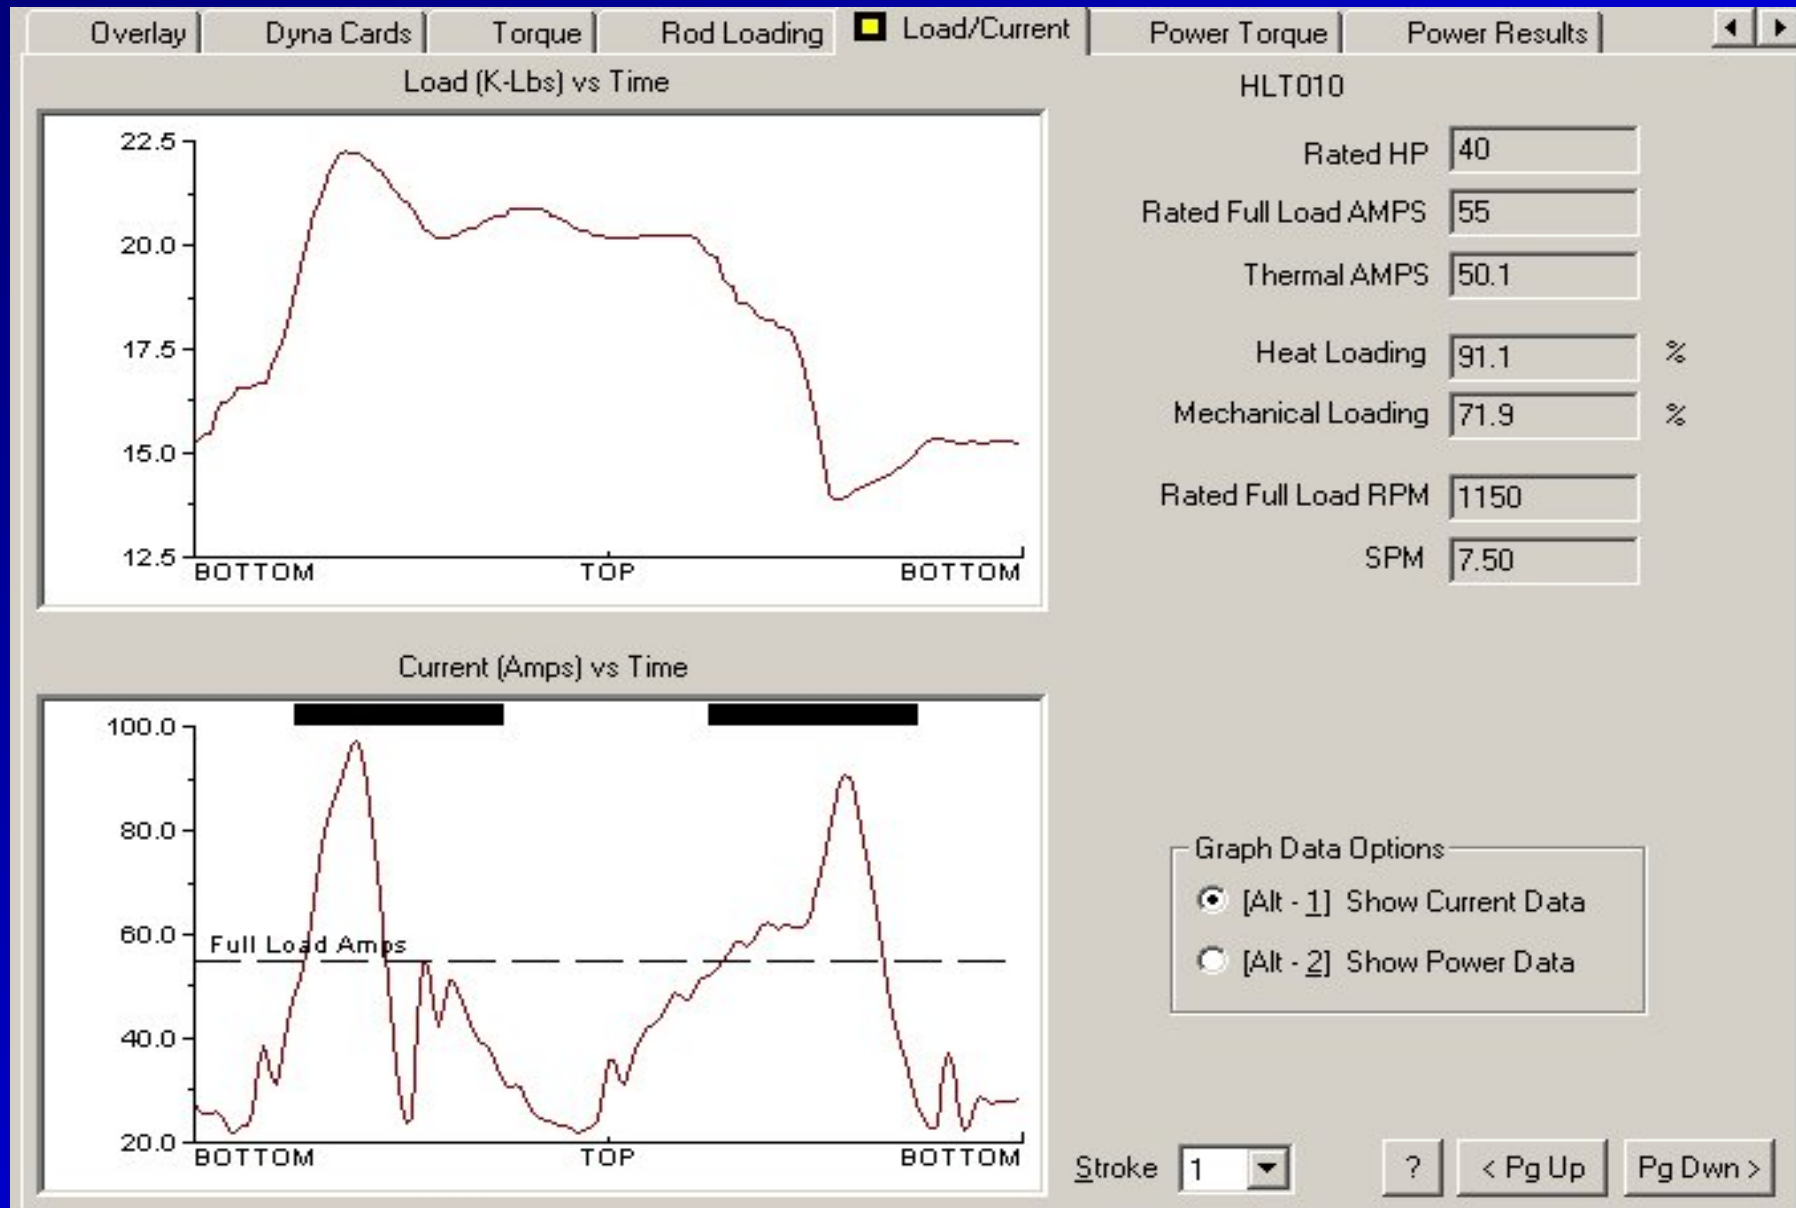 Overlay Dyna Cards Torque Rod Loading Load/Current Power Torque Power Results
Load (K-Lbs) vs Time
22.5
20.0
17.5
15.0
12.5
BOTTOM TOP BOTTOM
HLT010
Rated HP 40
Rated Full Load AMPS 55
Thermal AMPS 50.1
Heat Loading 91.1 %
Mechanical Loading 71.9 %
Rated Full Load RPM 1150
SPM 7.50
Current (Amps) vs Time
100.0
80.0
60.0
Full Load Amps
40.0
20.0
BOTTOM TOP BOTTOM
Graph Data Options
[Alt - 1] Show Current Data
[Alt - 2] Show Power Data
Stroke 1 ? < Pg Up Pg Dwn >